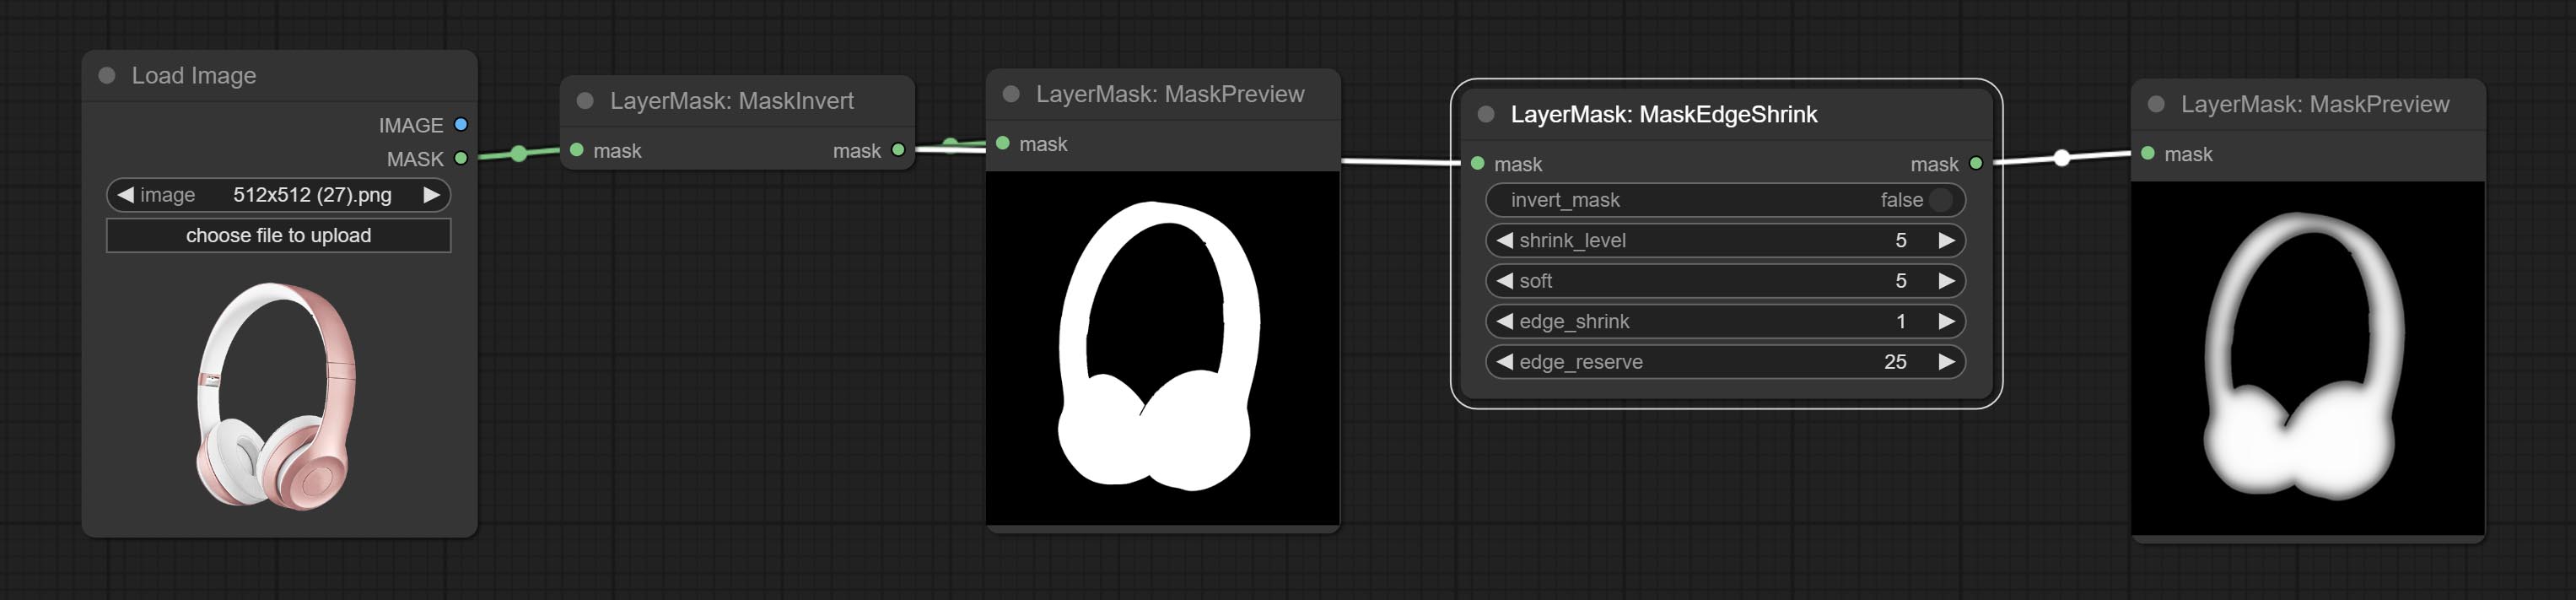 Load Image
IMAGE
MASK
image 512x512 (27).png
choose file to upload
LayerMask: MaskInvert
mask mask
LayerMask: MaskPreview
mask
LayerMask: MaskEdgeShrink
mask mask
invert_mask false
shrink_level 5
soft 5
edge_shrink 1
edge_reserve 25
LayerMask: MaskPreview
mask